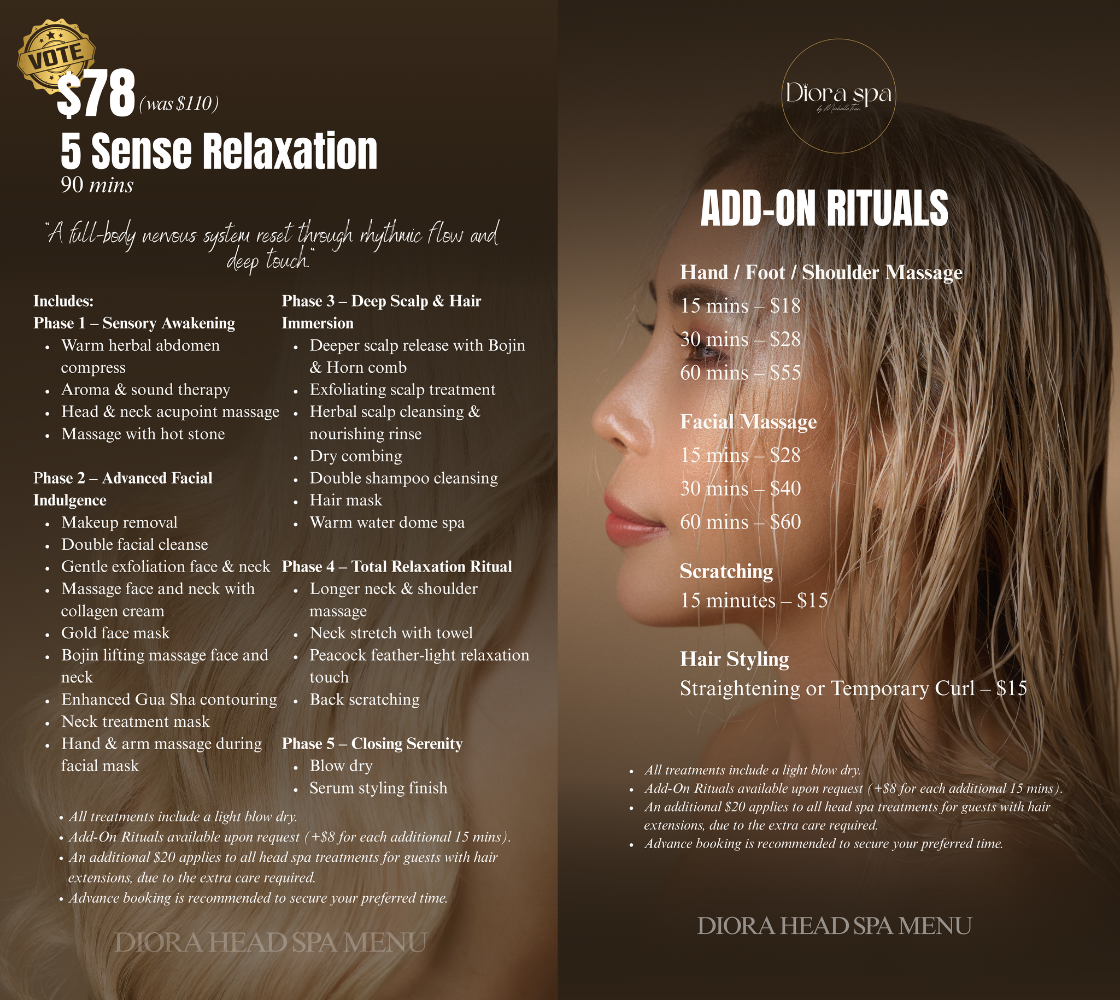 VOTE
$78 (was $110)
5 Sense Relaxation
90 mins
"A full-body nervous system reset through rhythmic flow and
deep touch."
Includes:
Phase 1 – Sensory Awakening
• Warm herbal abdomen
compress
• Aroma & sound therapy
• Head & neck acupoint massage
• Massage with hot stone
Phase 2 – Advanced Facial
Indulgence
• Makeup removal
• Double facial cleanse
• Gentle exfoliation face & neck
• Massage face and neck with
collagen cream
• Gold face mask
• Bojin lifting massage face and
neck
• Enhanced Gua Sha contouring
• Neck treatment mask
• Hand & arm massage during
facial mask
Phase 3 – Deep Scalp & Hair
Immersion
• Deeper scalp release with Bojin
& Horn comb
• Exfoliating scalp treatment
• Herbal scalp cleansing &
nourishing rinse
• Dry combing
• Double shampoo cleansing
• Hair mask
• Warm water dome spa
Phase 4 – Total Relaxation Ritual
• Longer neck & shoulder
massage
• Neck stretch with towel
• Peacock feather-light relaxation
touch
• Back scratching
Phase 5 – Closing Serenity
• Blow dry
• Serum styling finish
• All treatments include a light blow dry.
• Add-On Rituals available upon request (+$8 for each additional 15 mins).
• An additional $20 applies to all head spa treatments for guests with hair
extensions, due to the extra care required.
• Advance booking is recommended to secure your preferred time.
DIORA HEAD SPA MENU
Diora spa
ADD-ON RITUALS
Hand / Foot / Shoulder Massage
15 mins – $18
30 mins – $28
60 mins – $55
Facial Massage
15 mins – $28
30 mins – $40
60 mins – $60
Scratching
15 minutes – $15
Hair Styling
Straightening or Temporary Curl – $15
• All treatments include a light blow dry.
• Add-On Rituals available upon request (+$8 for each additional 15 mins).
• An additional $20 applies to all head spa treatments for guests with hair
extensions, due to the extra care required.
• Advance booking is recommended to secure your preferred time.
DIORA HEAD SPA MENU